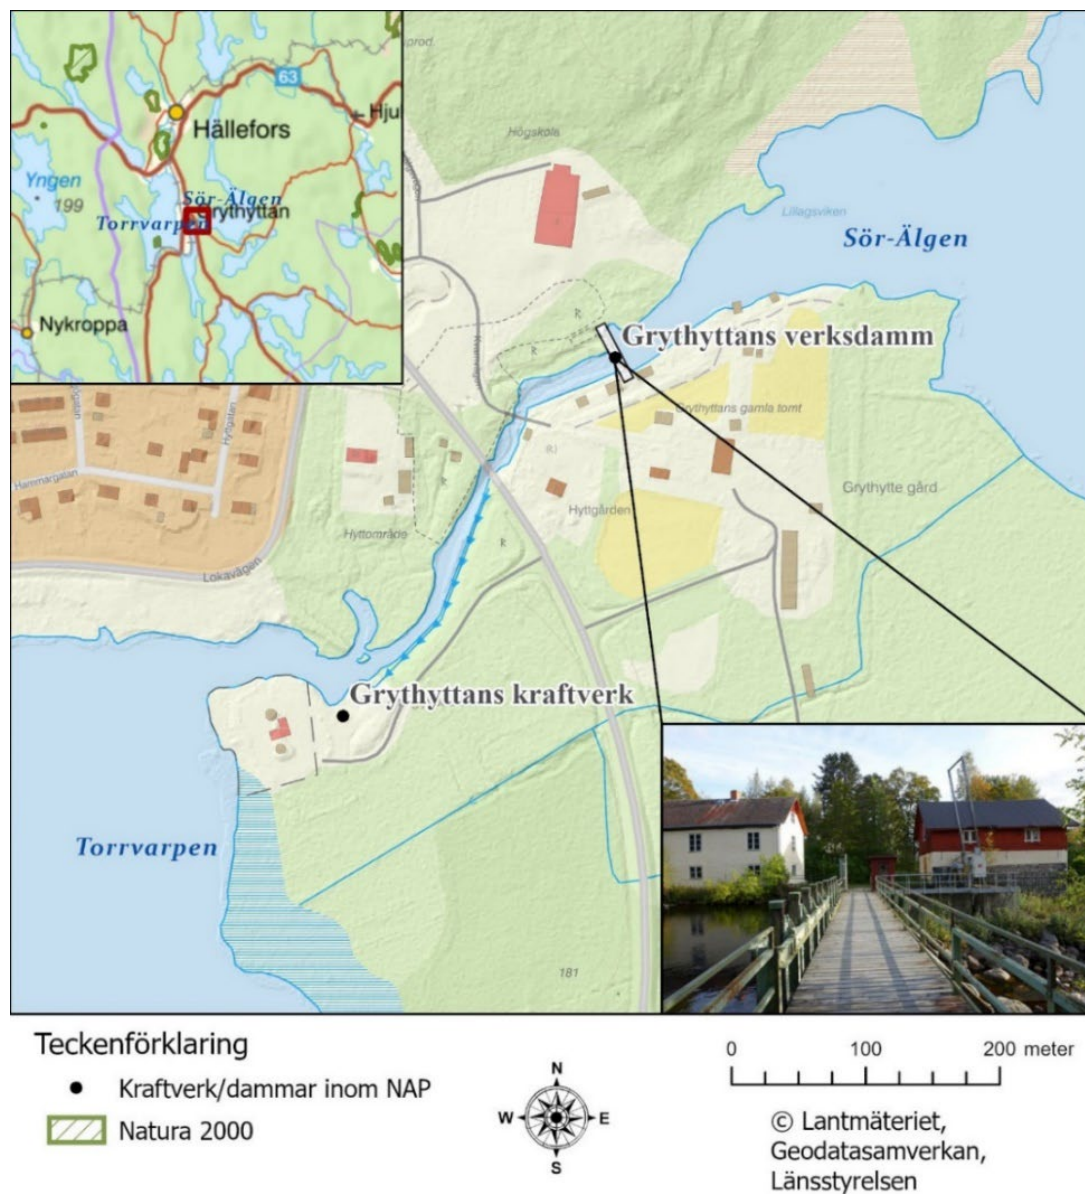 63
Hällefors
Yngen
199
Sör-Älgen
Torrvarpen
Grythyttan
Nykroppa
Högskola
Lillagsviken
Sör-Älgen
Grythyttans verksdamm
Grythyttans gamla tomt
Hyttgatan
Hammargatan
Hyttområde
Hyttgården
Grythytte gård
Lokavägen
Grythyttans kraftverk
Torrvarpen
181
Teckenförklaring
Kraftverk/dammar inom NAP
Natura 2000
N
W
E
S
0 100 200 meter
© Lantmäteriet,
Geodatasamverkan,
Länsstyrelsen